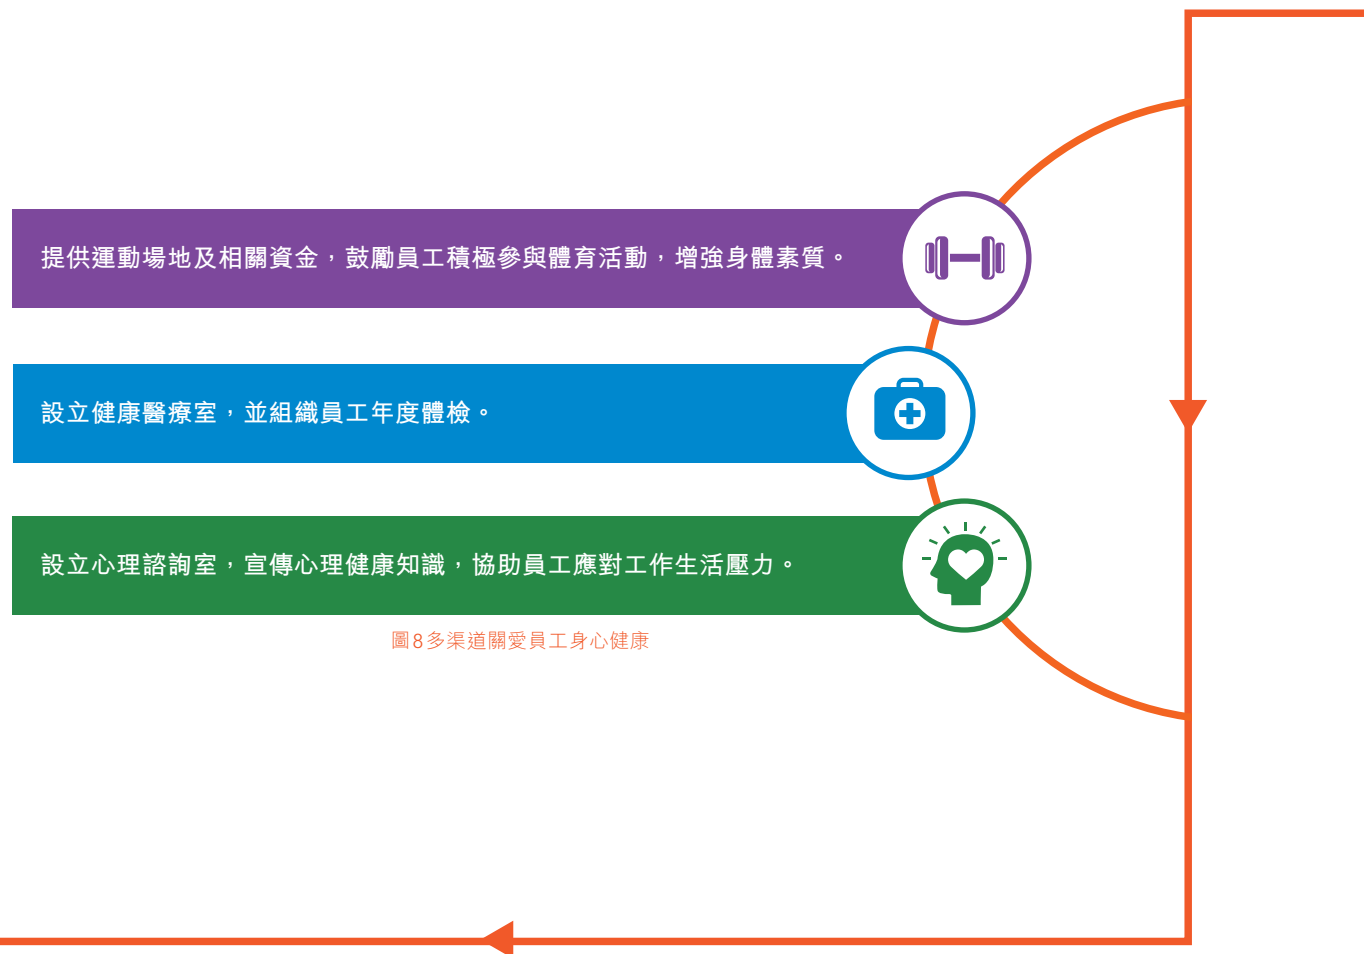 提供運動場地及相關資金，鼓勵員工積極參與體育活動，增強身體素質。
設立健康醫療室，並組織員工年度體檢。
設立心理諮詢室，宣傳心理健康知識，協助員工應對工作生活壓力。
圖8多渠道關愛員工身心健康